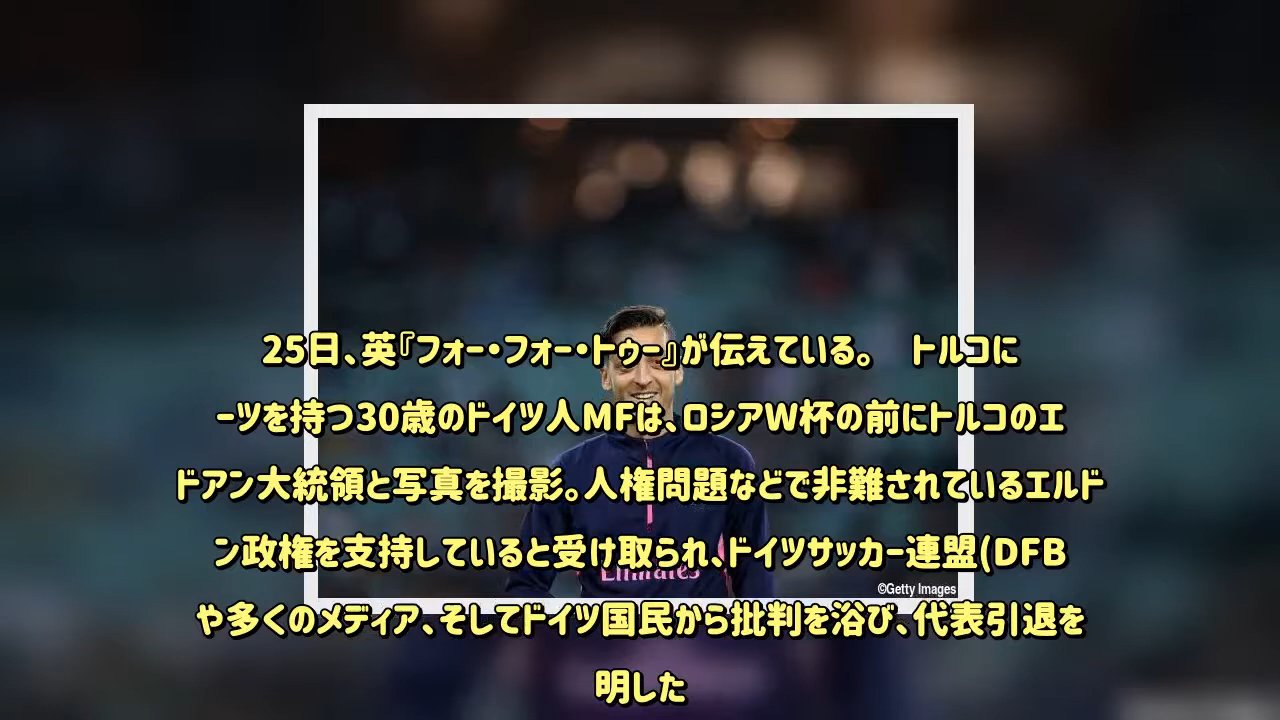 25日、英『フォー・フォー・トゥー』が伝えている。　トルコに
ーツを持つ30歳のドイツ人MFは、ロシアW杯の前にトルコのエ
ドアン大統領と写真を撮影。人権問題などで非難されているエルド
ン政権を支持していると受け取られ、ドイツサッカー連盟(DFB
や多くのメディア、そしてドイツ国民から批判を浴び、代表引退を
明した
Emirates
©Getty Images